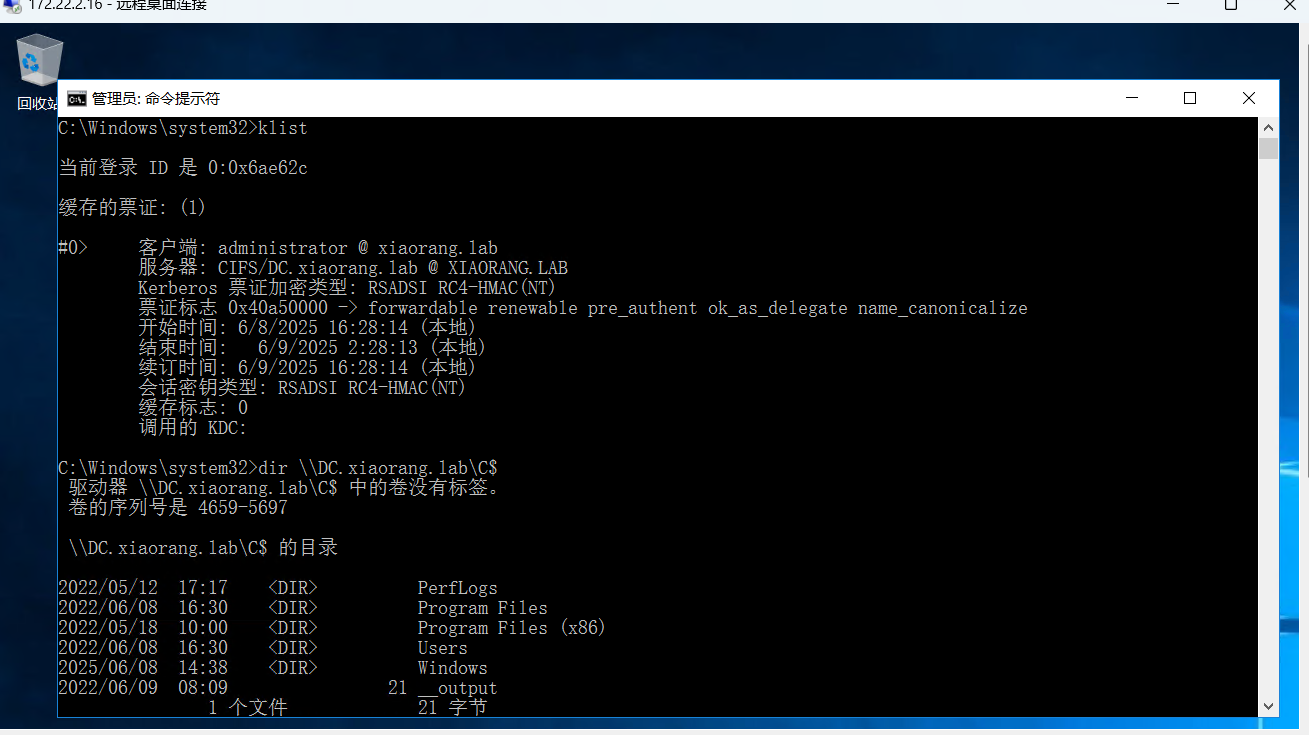 172.22.2.16 - 远程桌面连接
回收站
管理员: 命令提示符
C:\Windows\system32>klist
当前登录 ID 是 0:0x6ae62c
缓存的票证: (1)
#0>     客户端: administrator @ xiaorang.lab
        服务器: CIFS/DC.xiaorang.lab @ XIAORANG.LAB
        Kerberos 票证加密类型: RSADSI RC4-HMAC(NT)
        票证标志 0x40a50000 -> forwardable renewable pre_authent ok_as_delegate name_canonicalize
        开始时间: 6/8/2025 16:28:14 (本地)
        结束时间:   6/9/2025 2:28:13 (本地)
        续订时间: 6/9/2025 16:28:14 (本地)
        会话密钥类型: RSADSI RC4-HMAC(NT)
        缓存标志: 0
        调用的 KDC:
C:\Windows\system32>dir \\DC.xiaorang.lab\C$
 驱动器 \\DC.xiaorang.lab\C$ 中的卷没有标签。
 卷的序列号是 4659-5697
 \\DC.xiaorang.lab\C$ 的目录
2022/05/12  17:17    <DIR>          PerfLogs
2022/06/08  16:30    <DIR>          Program Files
2022/05/18  10:00    <DIR>          Program Files (x86)
2022/06/08  16:30    <DIR>          Users
2025/06/08  14:38    <DIR>          Windows
2022/06/09  08:09                21 __output
               1 个文件             21 字节